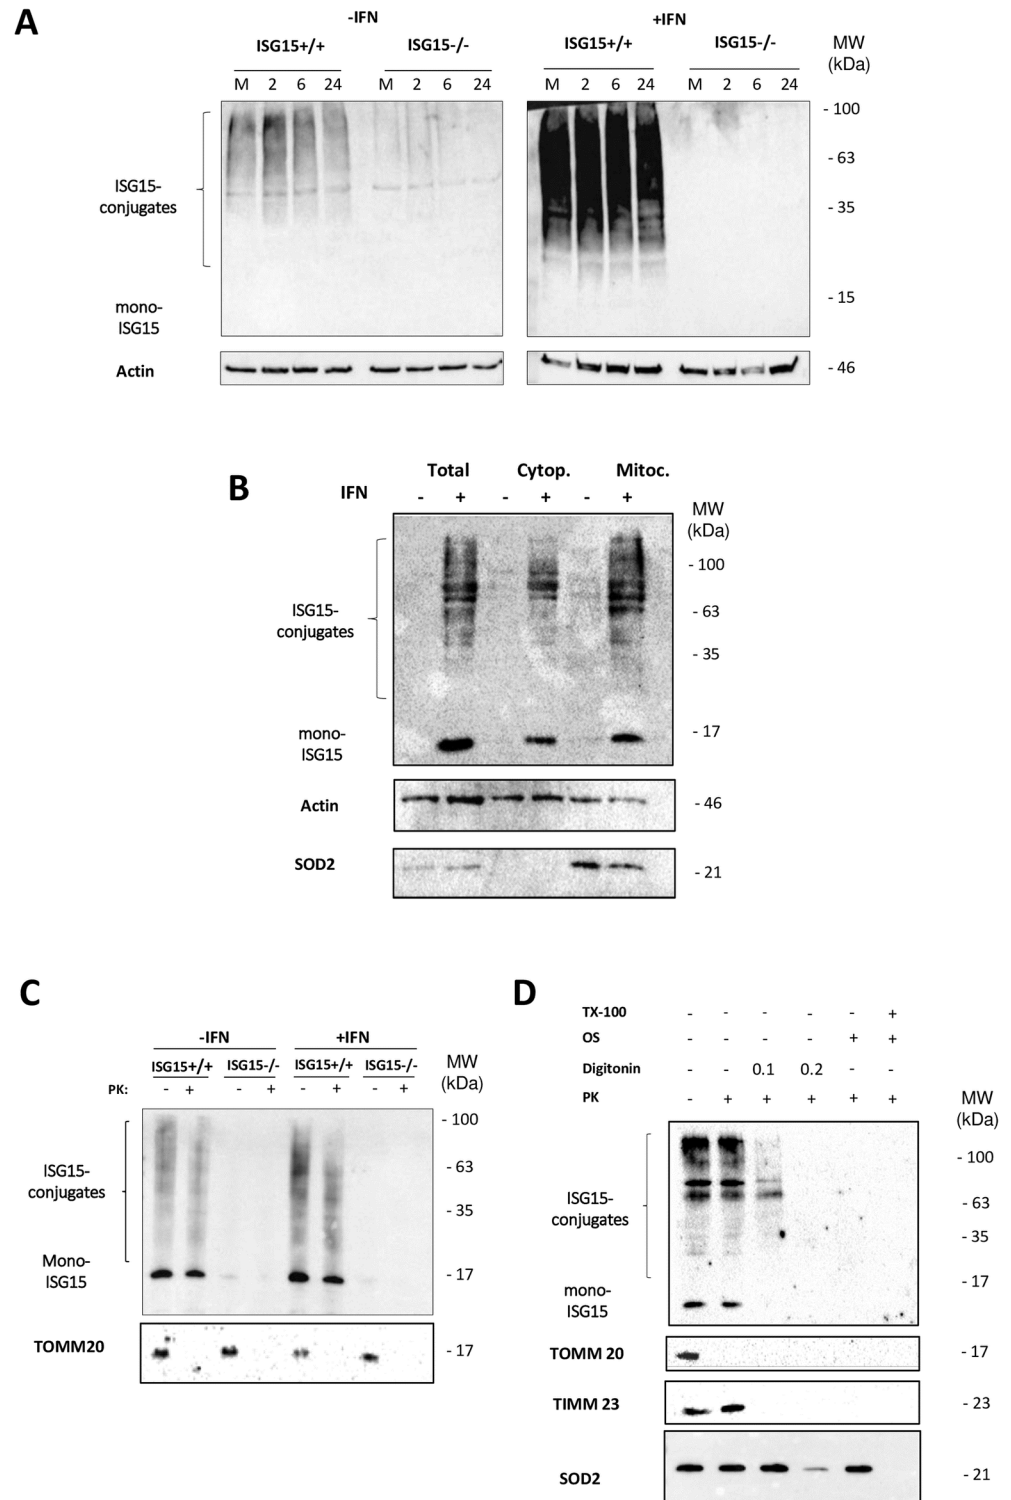 A
-IFN
+IFN
ISG15+/+
ISG15-/-
ISG15+/+
ISG15-/-
MW
(kDa)
M 2 6 24 M 2 6 24 M 2 6 24 M 2 6 24
- 100
- 63
- 35
- 15
ISG15-
conjugates
mono-
ISG15
Actin
- 46
B
Total Cytop. Mitoc.
IFN - + - + - +
MW
(kDa)
- 100
- 63
- 35
- 17
ISG15-
conjugates
mono-
ISG15
Actin
- 46
SOD2
- 21
C
-IFN +IFN
ISG15+/+ ISG15-/- ISG15+/+ ISG15-/-
PK: - + - + - + - +
MW
(kDa)
- 100
- 63
- 35
- 17
ISG15-
conjugates
Mono-
ISG15
TOMM20
- 17
D
TX-100 - - - - - +
OS - - - - + +
Digitonin - - 0.1 0.2 - -
PK - + + + + +
MW
(kDa)
- 100
- 63
- 35
- 17
ISG15-
conjugates
mono-
ISG15
TOMM 20
- 17
TIMM 23
- 23
SOD2
- 21